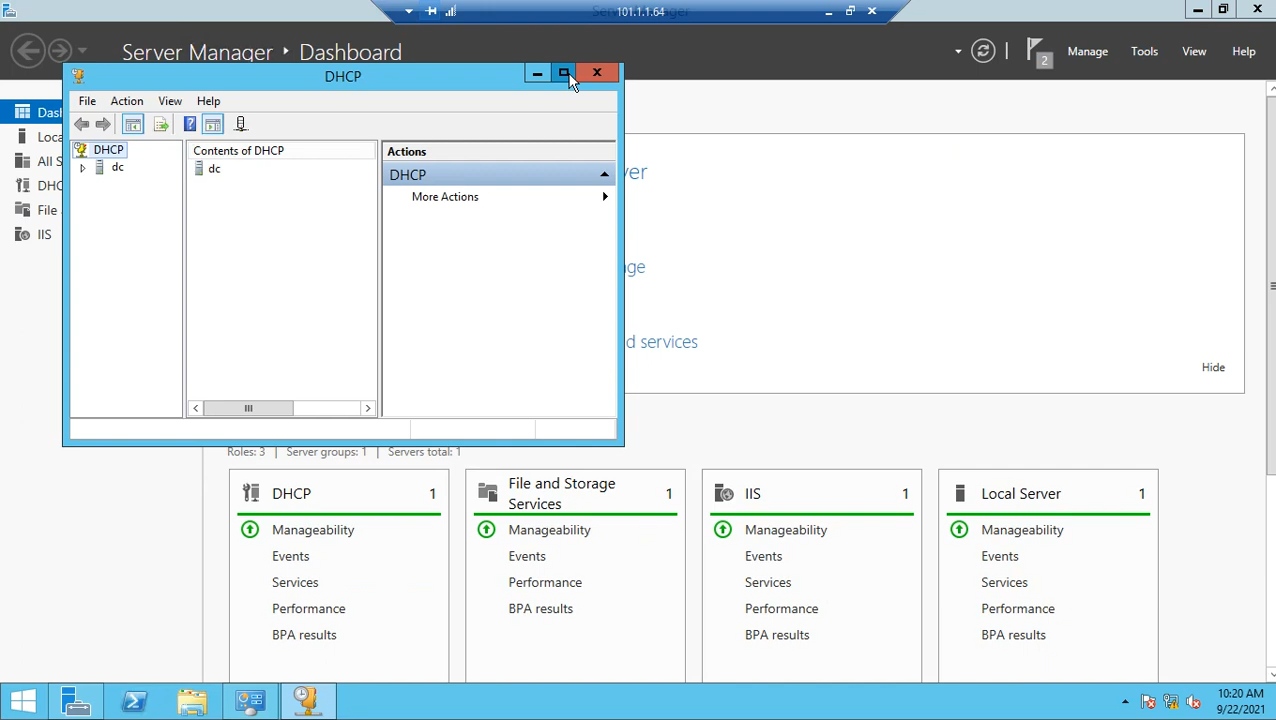 101.1.1.64
Server Manager ‣ Dashboard
2
Manage
Tools
View
Help
DHCP
File
Action
View
Help
Das
Loca
All S
DHC
File
IIS
DHCP
dc
Contents of DHCP
dc
Actions
DHCP
More Actions
ver
age
d services
Hide
Roles: 3 | Server groups: 1 | Servers total: 1
DHCP 1
Manageability
Events
Services
Performance
BPA results
File and Storage
Services 1
Manageability
Events
Performance
BPA results
IIS 1
Manageability
Events
Services
Performance
BPA results
Local Server 1
Manageability
Events
Services
Performance
BPA results
10:20 AM
9/22/2021